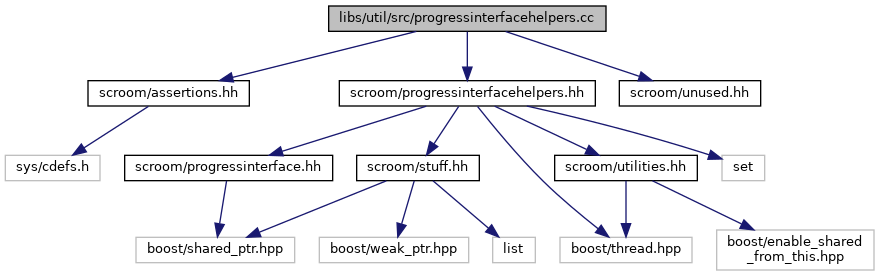 libs/util/src/progressinterfacehelpers.cc
scroom/assertions.hh
scroom/progressinterfacehelpers.hh
scroom/unused.hh
sys/cdefs.h
scroom/progressinterface.hh
scroom/stuff.hh
scroom/utilities.hh
set
boost/shared_ptr.hpp
boost/weak_ptr.hpp
list
boost/thread.hpp
boost/enable_shared
_from_this.hpp